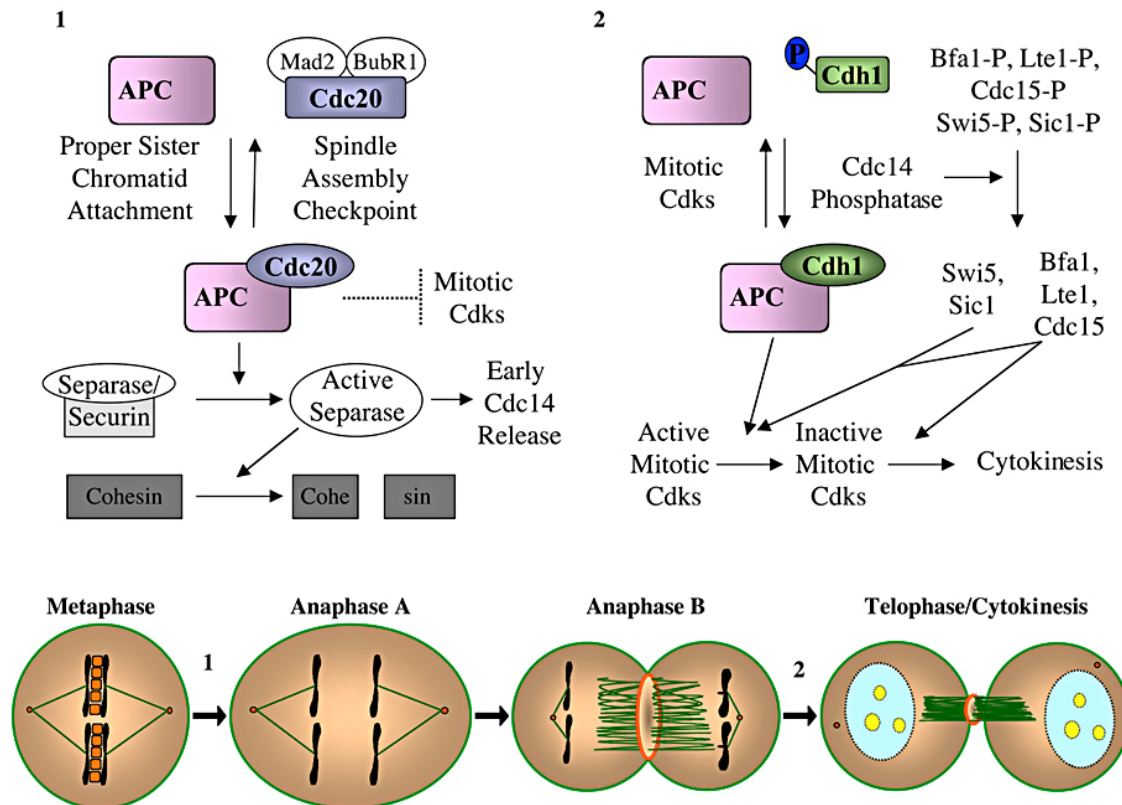 1
Mad2 BubR1
APC
Cdc20
Proper Sister
Chromatid
Attachment
Spindle
Assembly
Checkpoint
Cdc20
APC
Mitotic
Cdks
Separase/
Securin
Active
Separase
Early
Cdc14
Release
Cohesin
Cohe
sin
2
APC
P
Cdh1
Bfa1-P, Lte1-P,
Cdc15-P
Swi5-P, Sic1-P
Mitotic
Cdks
Cdc14
Phosphatase
Cdh1
APC
Swi5,
Sic1
Bfa1,
Lte1,
Cdc15
Active
Mitotic
Cdks
Inactive
Mitotic
Cdks
Cytokinesis
Metaphase
1
Anaphase A
Anaphase B
2
Telophase/Cytokinesis